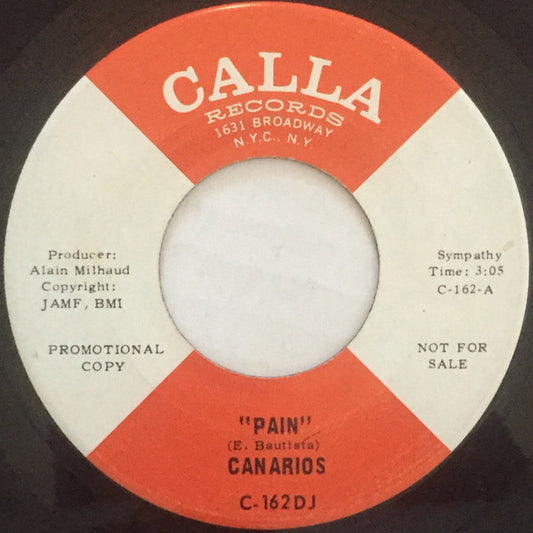 CALLA
RECORDS
1631 BROADWAY
N.Y.C., N.Y
Producer:
Alain Milhaud
Copyright:
JAMF, BMI
PROMOTIONAL
COPY
Sympathy
Time: 3:05
C-162-A
NOT FOR
SALE
"PAIN"
(E. Bautista)
CANARIOS
C-162DJ